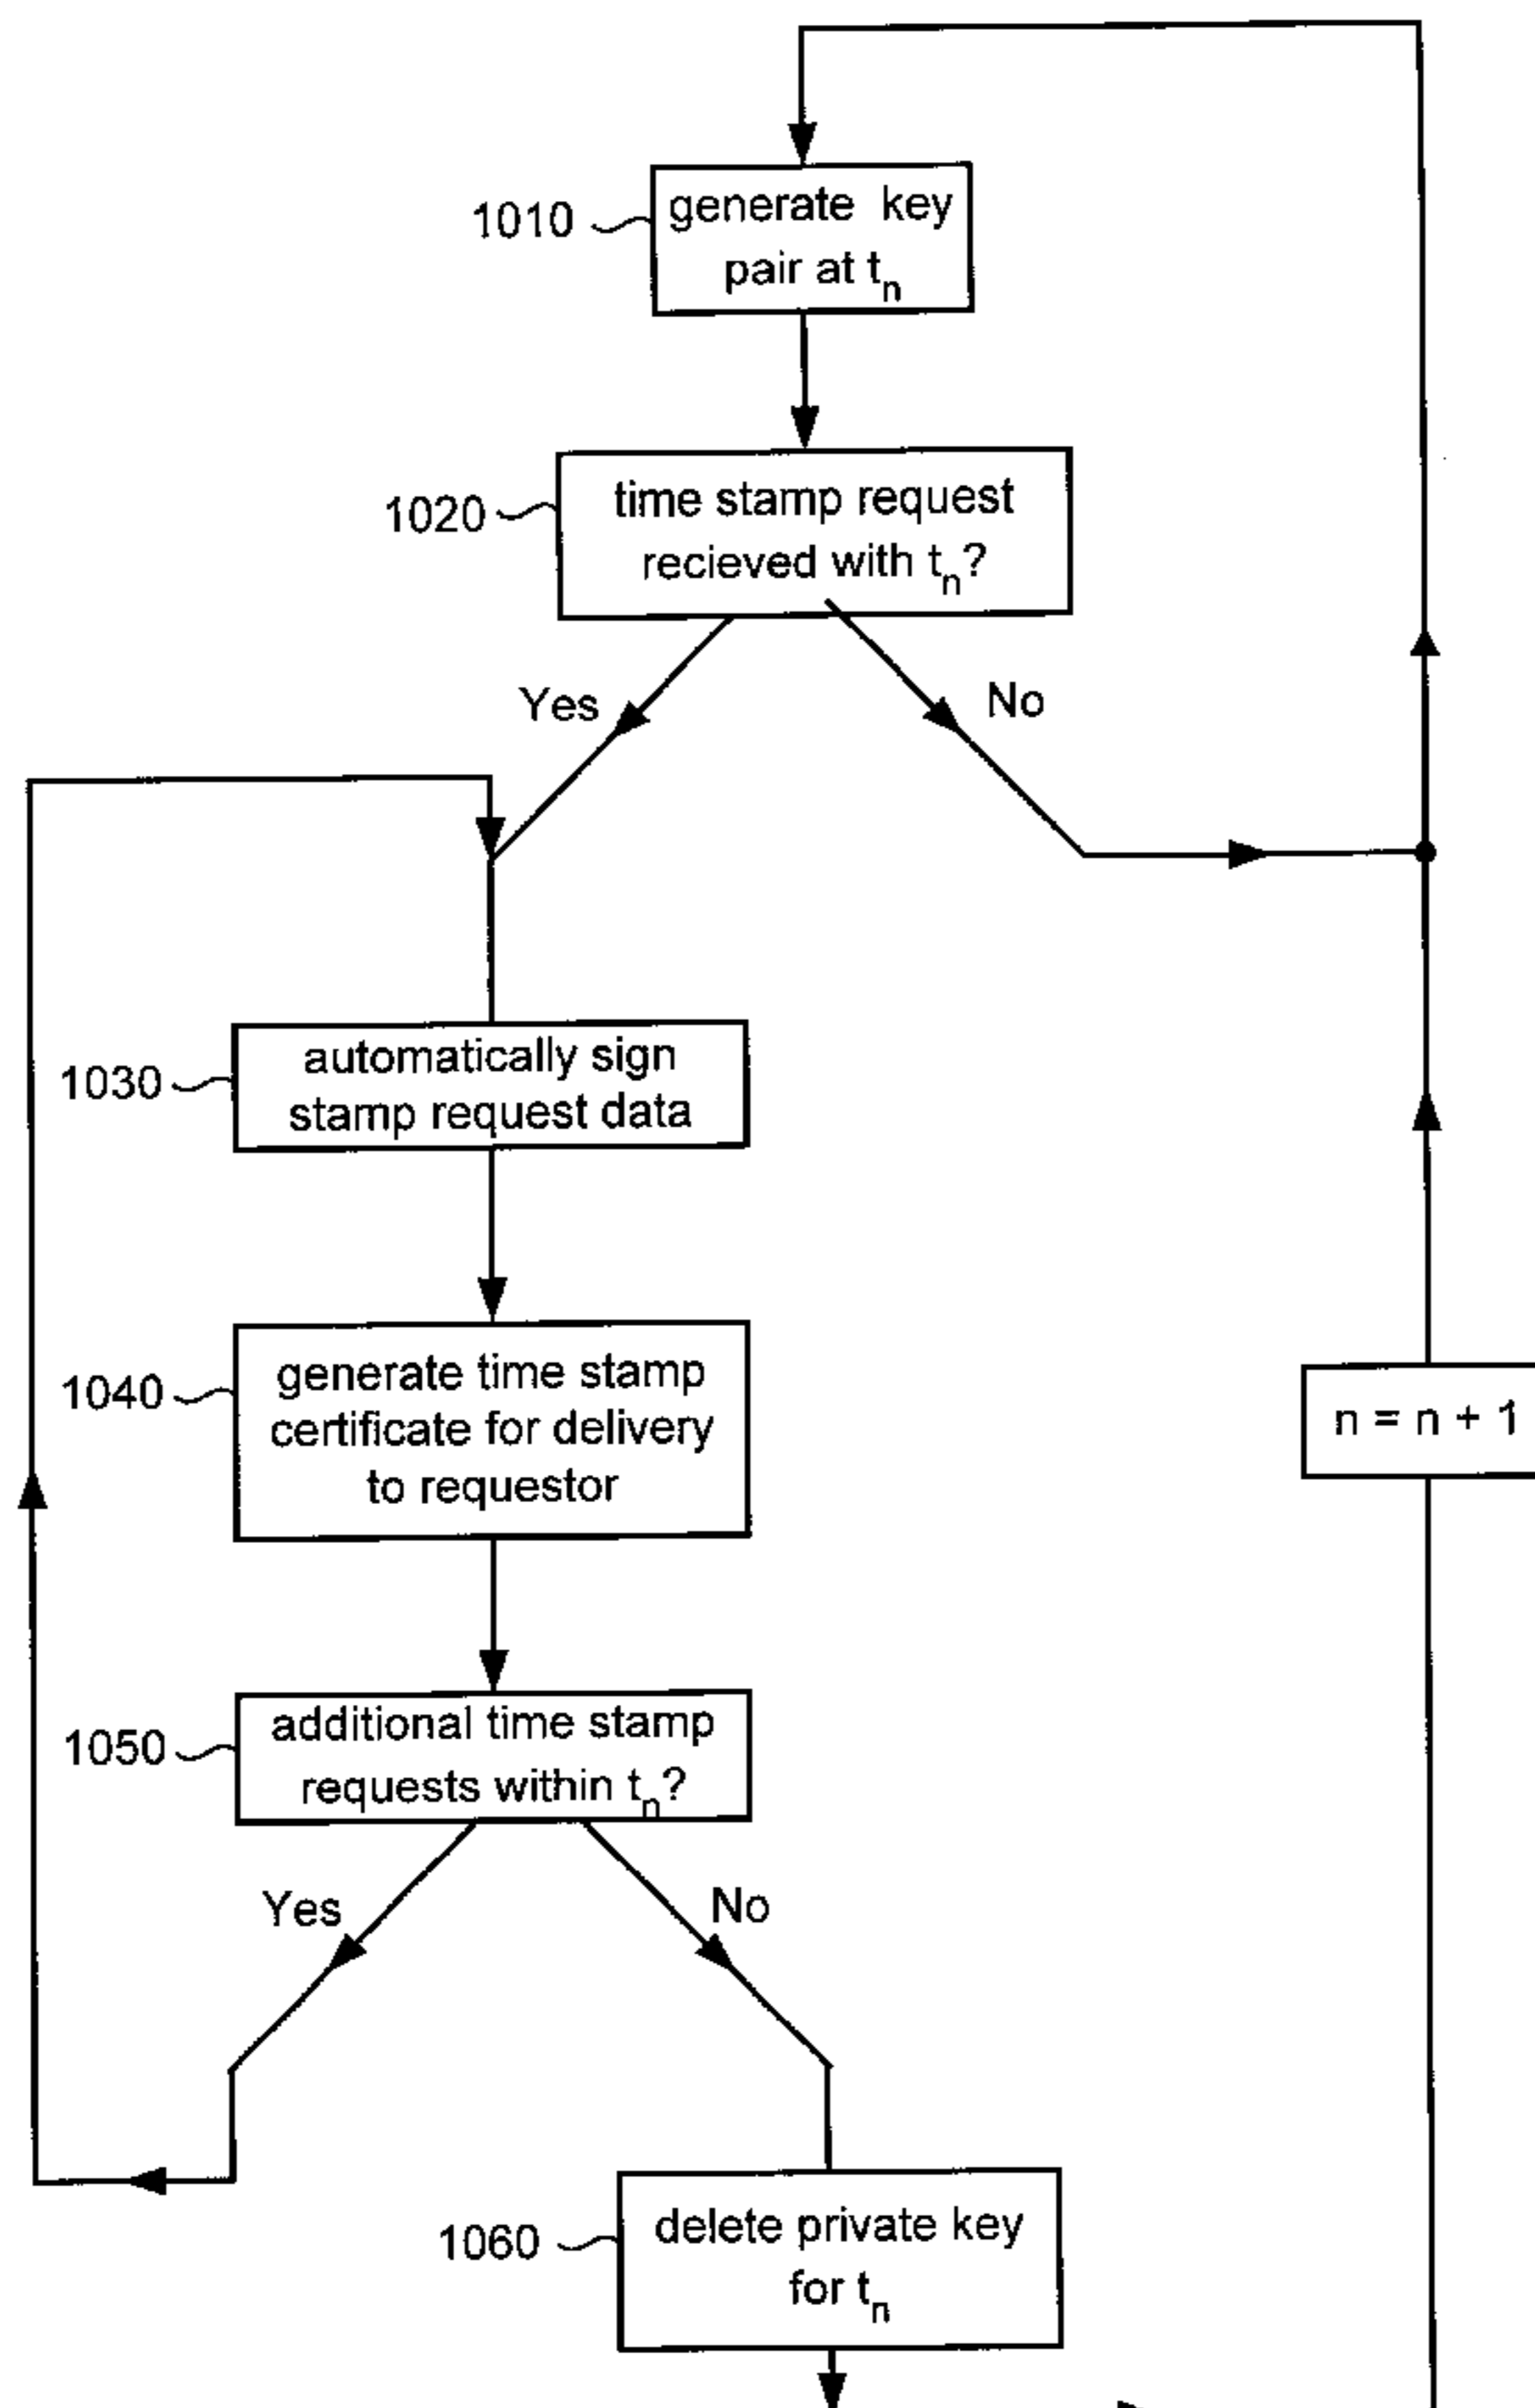 1010
generate key
pair at tn
1020
time stamp request
recieved with tn?
Yes
No
1030
automatically sign
stamp request data
1040
generate time stamp
certificate for delivery
to requestor
n = n + 1
1050
additional time stamp
requests within tn?
Yes
No
1060
delete private key
for tn